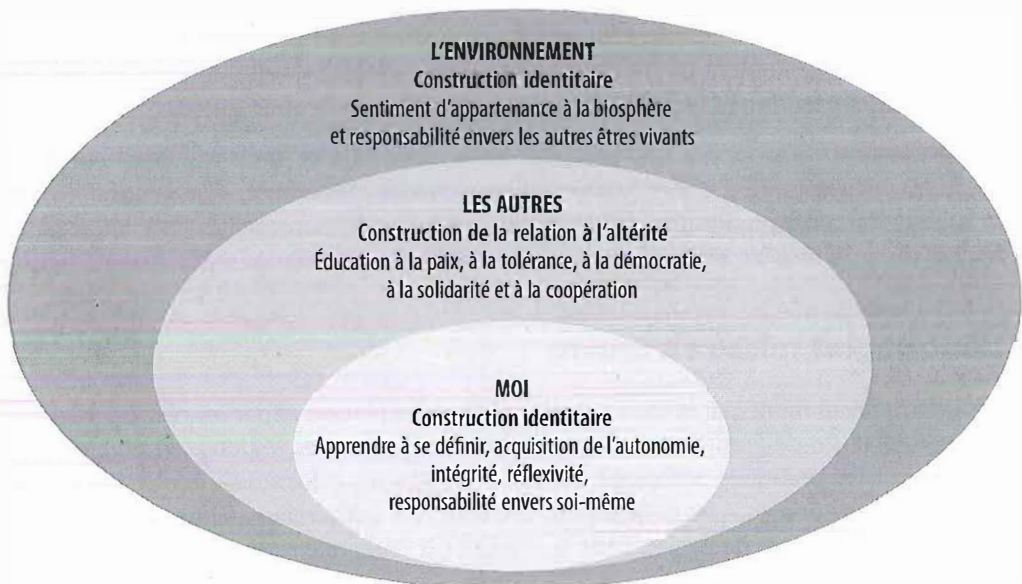 L'ENVIRONNEMENT
Construction identitaire
Sentiment d'appartenance à la biosphère
et responsabilité envers les autres êtres vivants
LES AUTRES
Construction de la relation à l'altérité
Éducation à la paix, à la tolérance, à la démocratie,
à la solidarité et à la coopération
MOI
Construction identitaire
Apprendre à se définir, acquisition de l'autonomie,
intégrité, réflexivité,
responsabilité envers soi-même